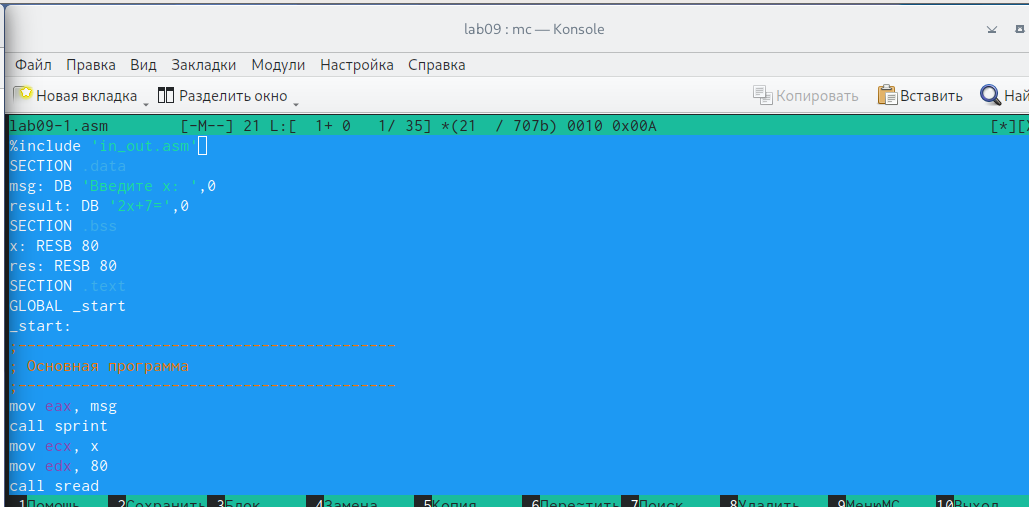 lab09 : mc — Konsole
Файл Правка Вид Закладки Модули Настройка Справка
Новая вкладка Разделить окно Копировать Вставить Най
lab09-1.asm [-M--] 21 L:[ 1+ 0 1/ 35] *(21 / 707b) 0010 0x00A [*][X
%include 'in_out.asm'
SECTION .data
msg: DB 'Введите x: ',0
result: DB '2x+7=',0
SECTION .bss
x: RESB 80
res: RESB 80
SECTION .text
GLOBAL _start
_start:
;------------------------------------------
; Основная программа
;------------------------------------------
mov eax, msg
call sprint
mov ecx, x
mov edx, 80
call sread
1Помощь 2Сохранить 3Блок 4Замена 5Копия 6Пере~тить 7Поиск 8Удалить 9МенюMC 10Выход